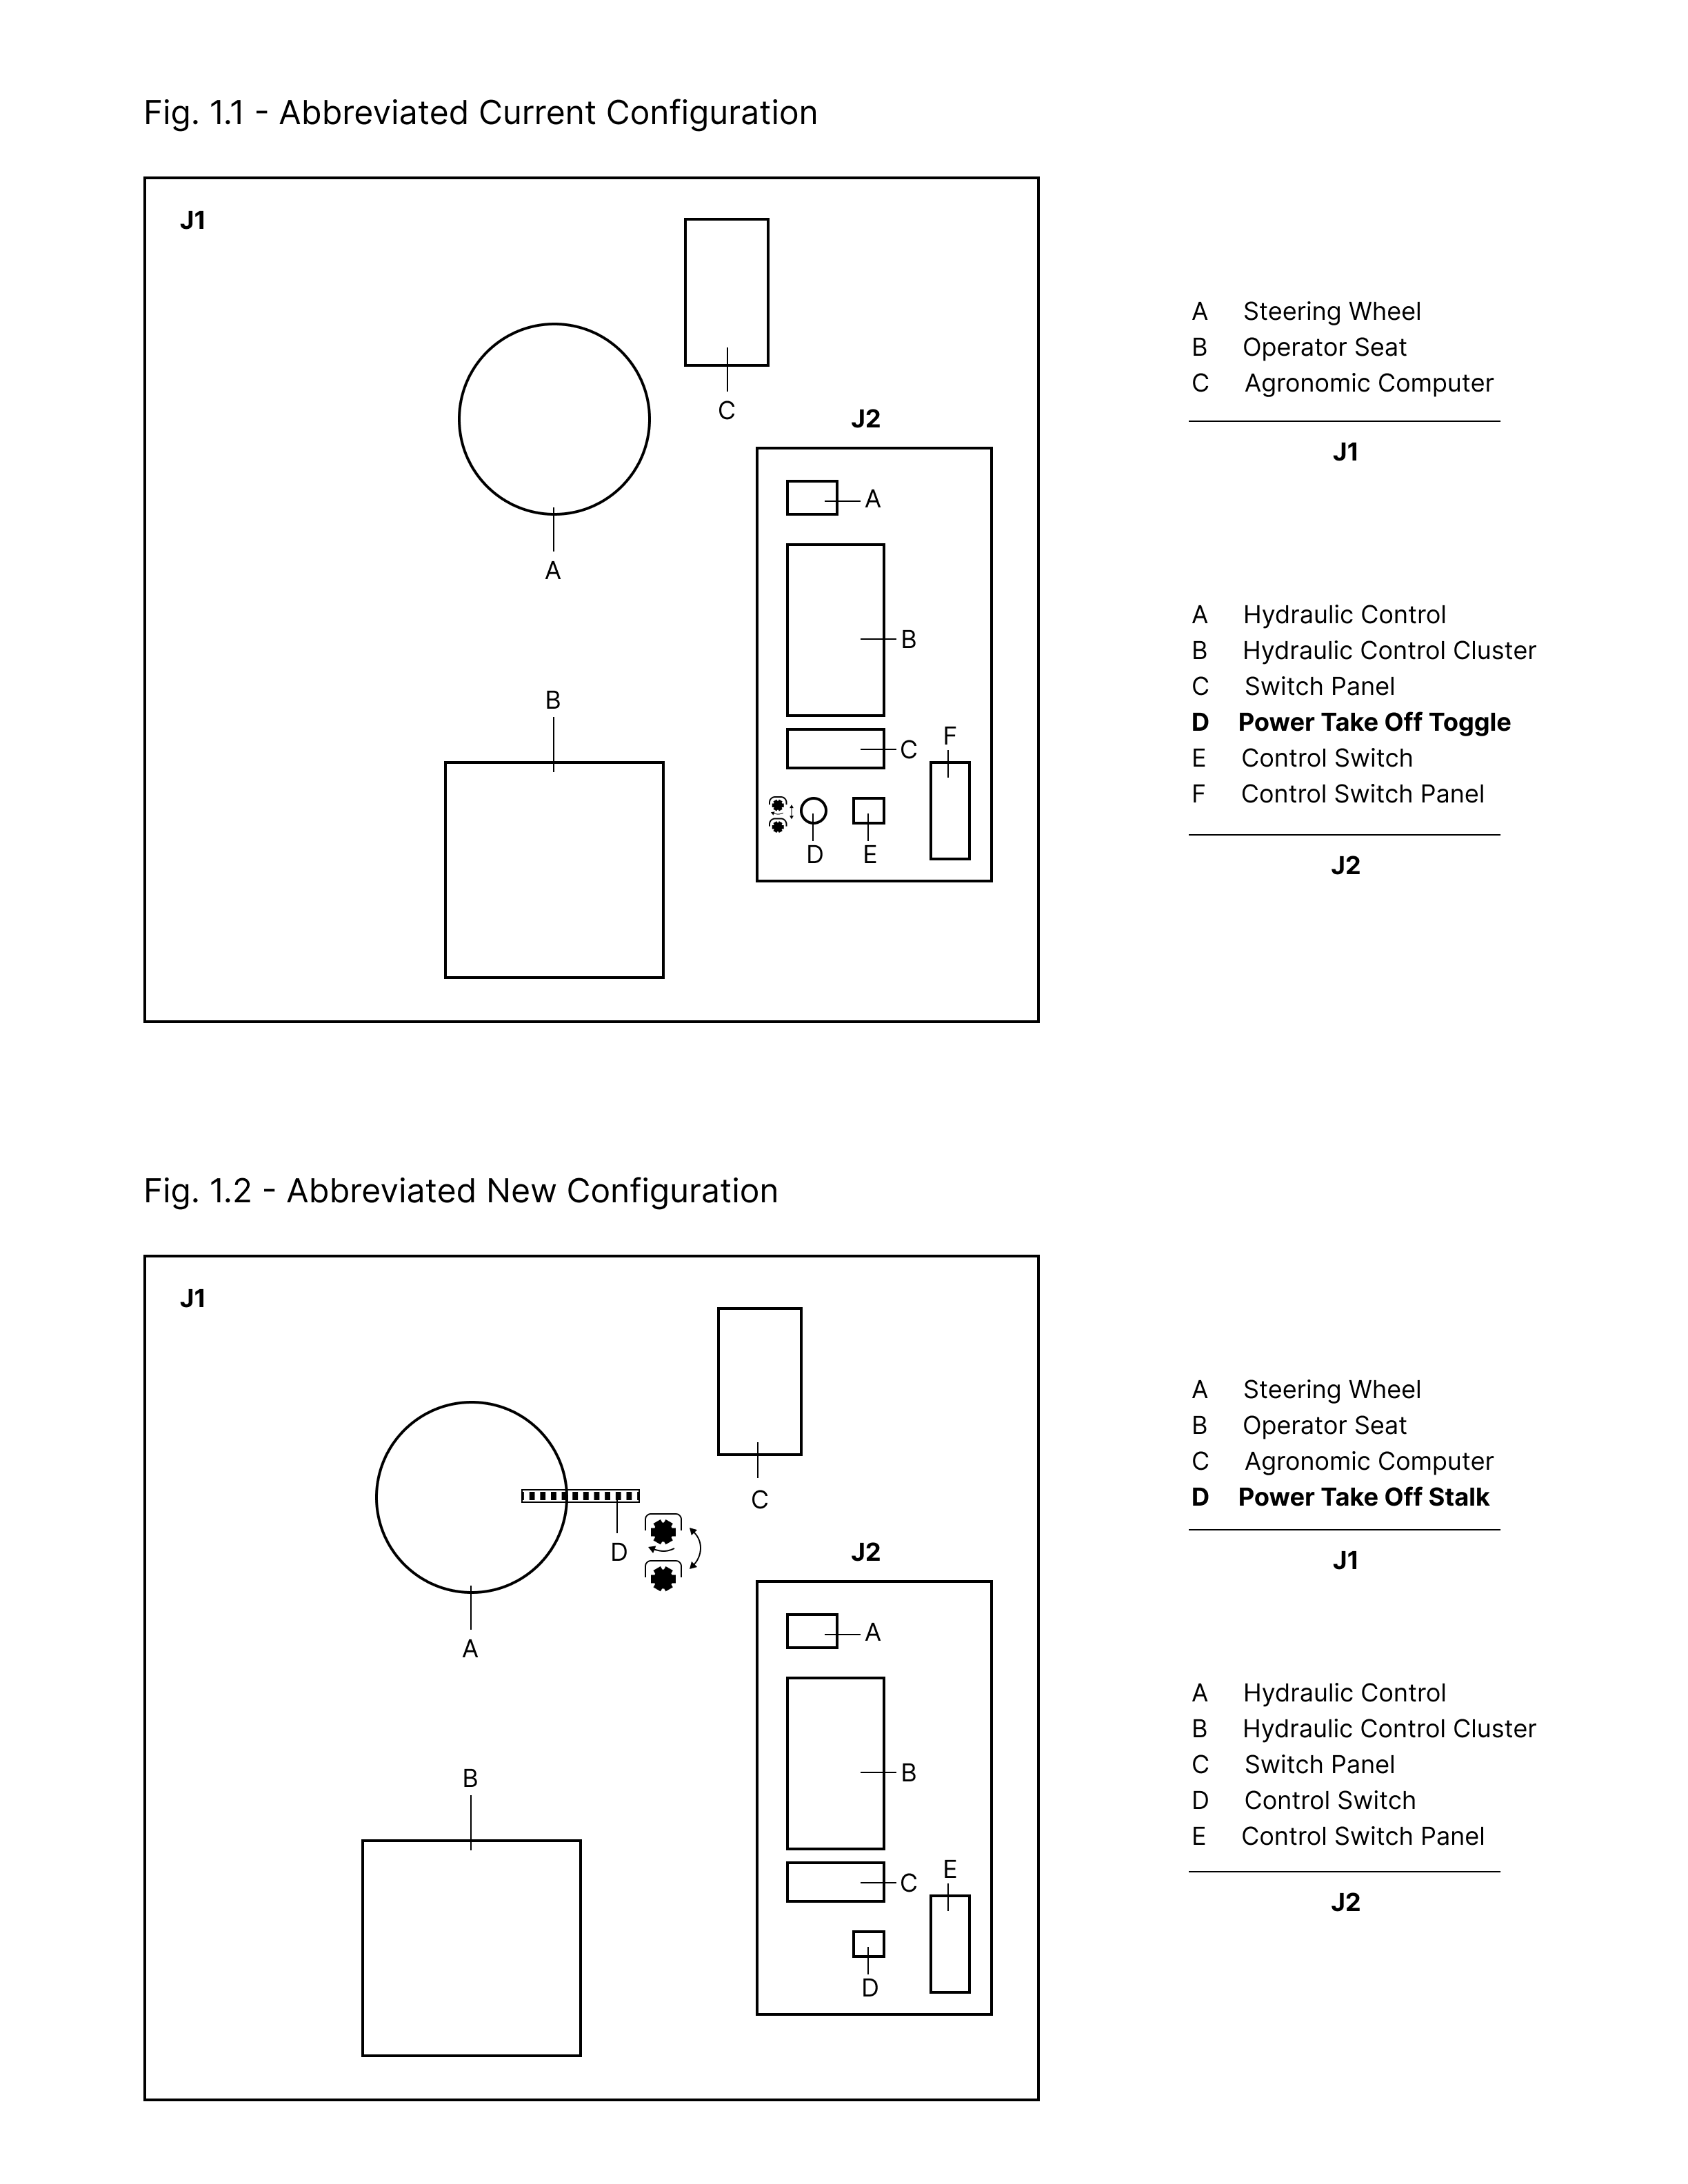 Fig. 1.1 - Abbreviated Current Configuration
J1
C
A
B
J2
A
B
C
F
D
E
A Steering Wheel
B Operator Seat
C Agronomic Computer
J1
A Hydraulic Control
B Hydraulic Control Cluster
C Switch Panel
D Power Take Off Toggle
E Control Switch
F Control Switch Panel
J2
Fig. 1.2 - Abbreviated New Configuration
J1
C
D
A
B
J2
A
B
C
E
D
A Steering Wheel
B Operator Seat
C Agronomic Computer
D Power Take Off Stalk
J1
A Hydraulic Control
B Hydraulic Control Cluster
C Switch Panel
D Control Switch
E Control Switch Panel
J2